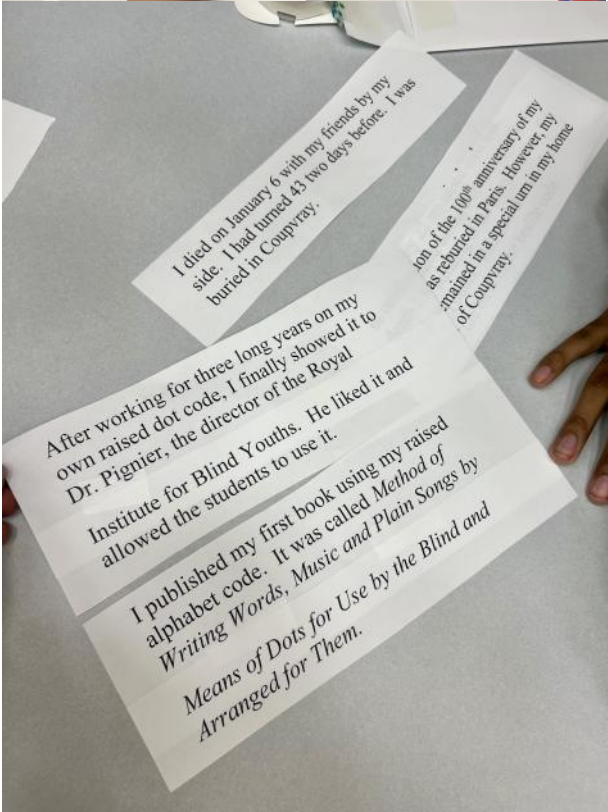 I died on January 6 with my friends by my
side. I had turned 43 two days before. I was
buried in Coupvray.
ion of the 100th anniversary of my
as reburied in Paris. However, my
mained in a special urn in my home
of Coupvray.
After working for three long years on my
own raised dot code, I finally showed it to
Dr. Pignier, the director of the Royal
Institute for Blind Youths. He liked it and
allowed the students to use it.
I published my first book using my raised
alphabet code. It was called Method of
Writing Words, Music and Plain Songs by
Means of Dots for Use by the Blind and
Arranged for Them.